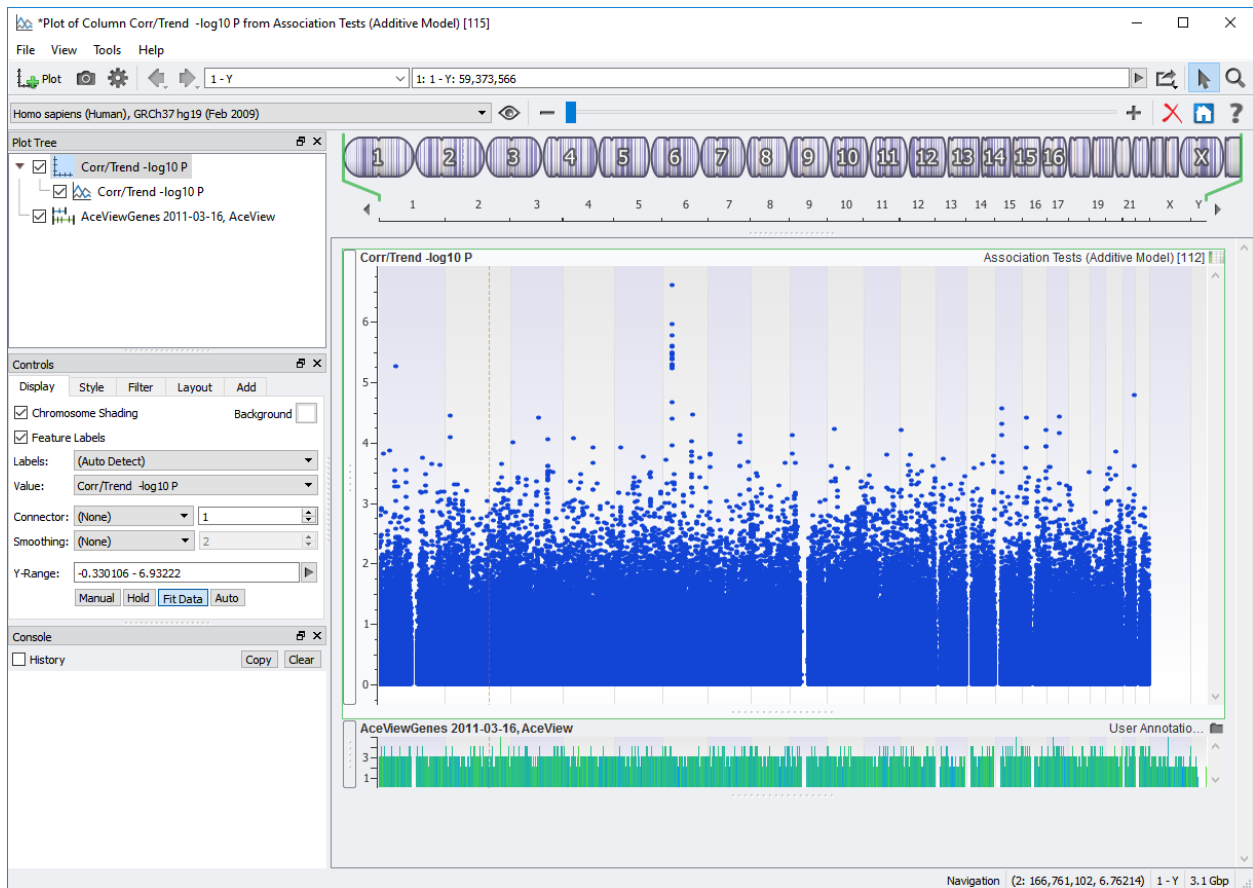 *Plot of Column Corr/Trend -log10 P from Association Tests (Additive Model) [115]
File View Tools Help
Plot 1 - Y 1: 1 - Y: 59,373,566
Homo sapiens (Human), GRCh37 hg19 (Feb 2009)
Plot Tree
Corr/Trend -log10 P
Corr/Trend -log10 P
AceViewGenes 2011-03-16, AceView
Controls
Display Style Filter Layout Add
Chromosome Shading Background
Feature Labels
Labels: (Auto Detect)
Value: Corr/Trend -log10 P
Connector: (None) 1
Smoothing: (None) 2
Y-Range: -0.330106 - 6.93222
Manual Hold Fit Data Auto
Console
History Copy Clear
1 2 3 4 5 6 7 8 9 10 11 12 13 14 15 16 X
1 2 3 4 5 6 7 8 9 10 11 12 13 14 15 16 17 19 21 X Y
Corr/Trend -log10 P Association Tests (Additive Model) [112]
6
5
4
3
2
1
0
AceViewGenes 2011-03-16, AceView User Annotatio...
3
1
Navigation (2: 166,761,102, 6.76214) 1 - Y 3.1 Gbp